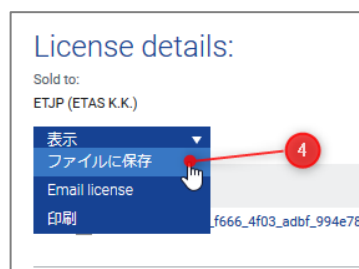 License details:
Sold to:
ETJP (ETAS K.K.)
表示
ファイルに保存
4
Email license
印刷
_f666_4f03_adbf_994e78